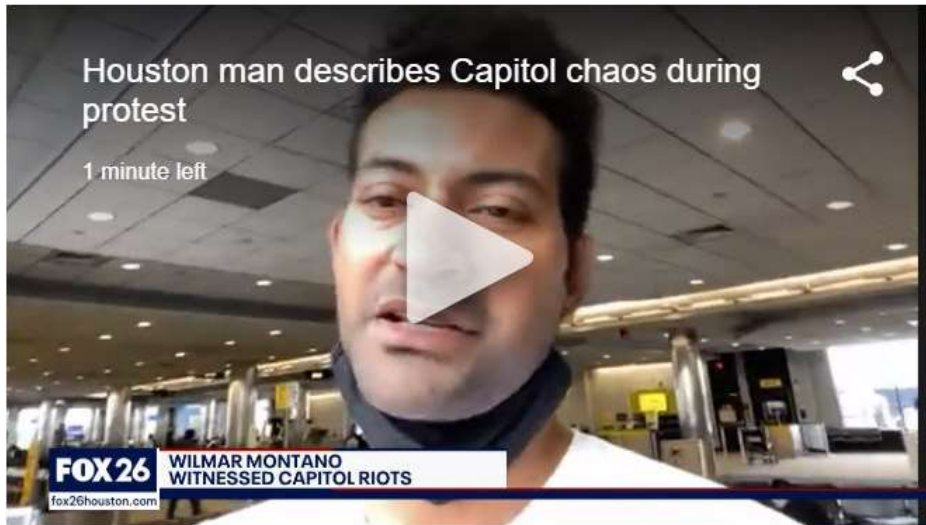 Houston man describes Capitol chaos during
protest
1 minute left
FOX 26
WILMAR MONTANO
WITNESSED CAPITOL RIOTS
fox26houston.com